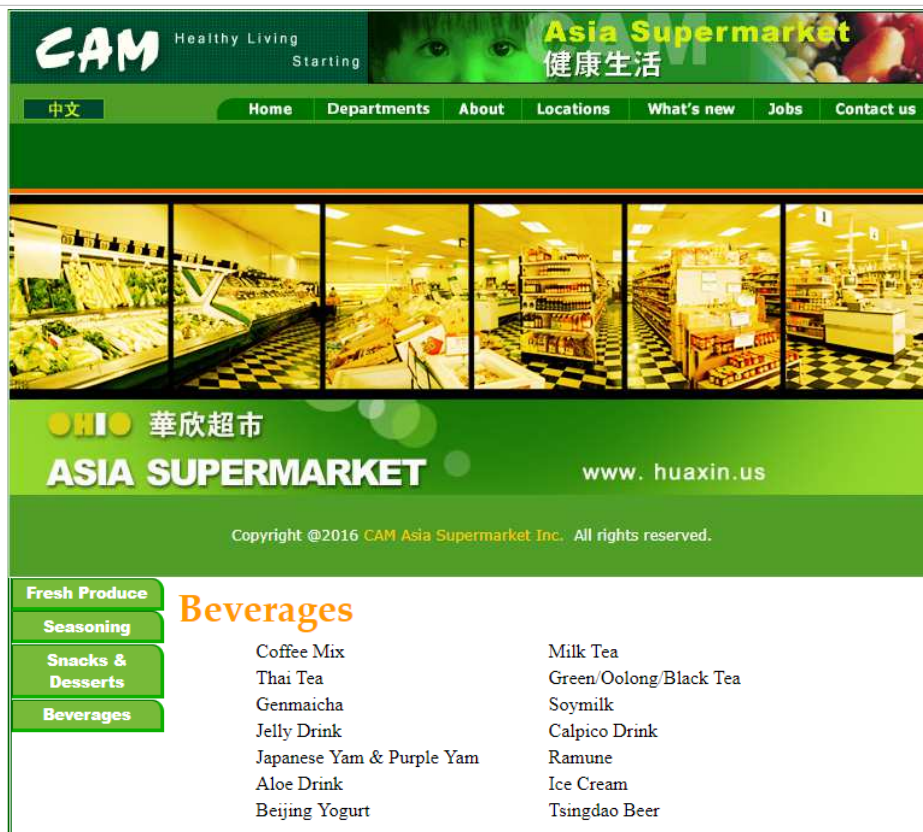 CAM
Healthy Living
Starting
Asia Supermarket
健康生活
中文
Home Departments About Locations What's new Jobs Contact us
1
OHIO 華欣超市
ASIA SUPERMARKET
www. huaxin.us
Copyright @2016 CAM Asia Supermarket Inc. All rights reserved.
Fresh Produce
Seasoning
Snacks &
Desserts
Beverages
Beverages
Coffee Mix Milk Tea
Thai Tea Green/Oolong/Black Tea
Genmaicha Soymilk
Jelly Drink Calpico Drink
Japanese Yam & Purple Yam Ramune
Aloe Drink Ice Cream
Beijing Yogurt Tsingdao Beer